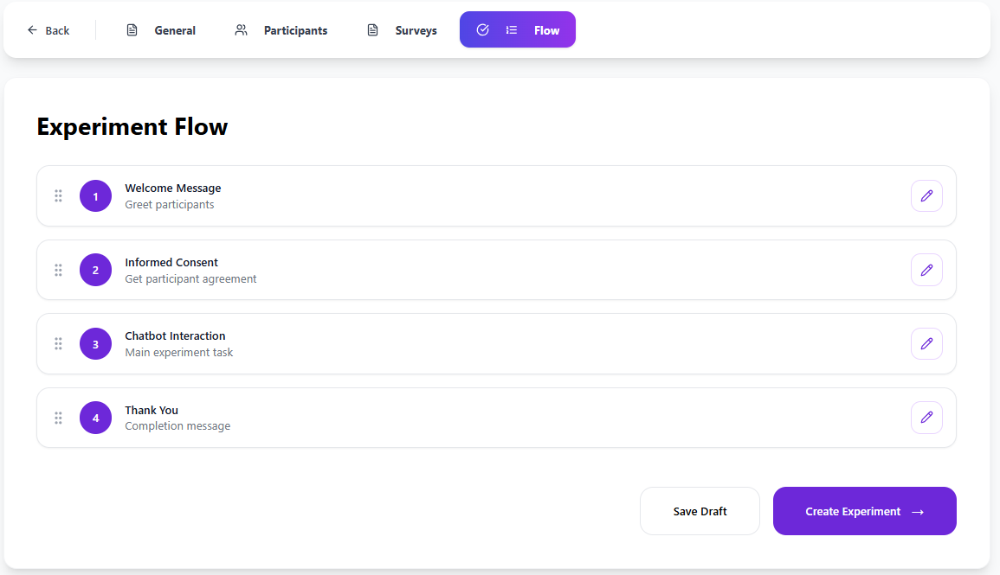 Back
General
Participants
Surveys
Flow
Experiment Flow
1
Welcome Message
Greet participants
2
Informed Consent
Get participant agreement
3
Chatbot Interaction
Main experiment task
4
Thank You
Completion message
Save Draft
Create Experiment →